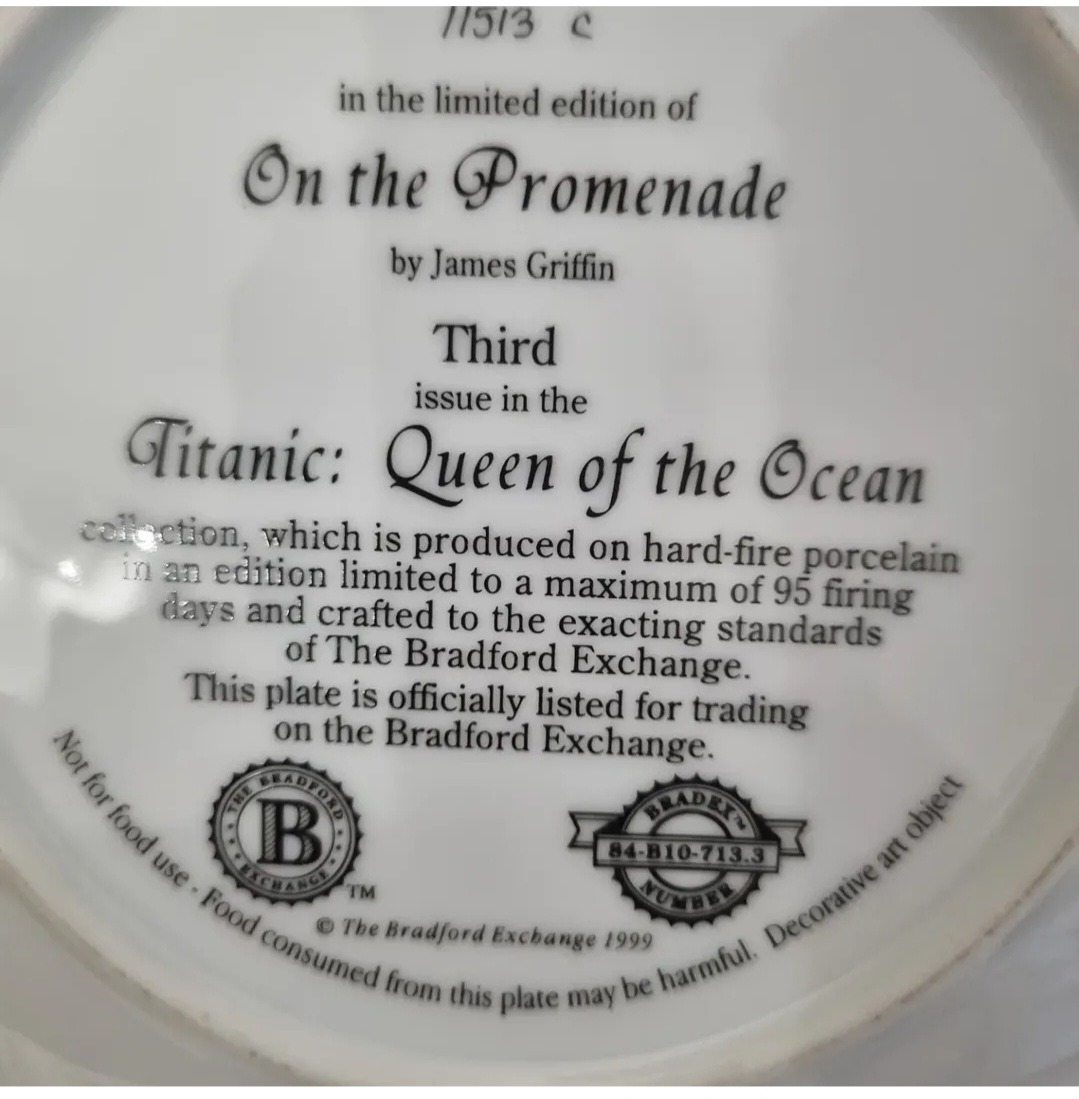 11513 C
in the limited edition of
On the Promenade
by James Griffin
Third
issue in the
Titanic: Queen of the Ocean
collection, which is produced on hard-fire porcelain
in an edition limited to a maximum of 95 firing
days and crafted to the exacting standards
of The Bradford Exchange.
This plate is officially listed for trading
on the Bradford Exchange.
THE BRADFORD
B
EXCHANGE
TM
BRADEX™
84-B10-713.3
NUMBER
© The Bradford Exchange 1999
Not for food use - Food consumed from this plate may be harmful. Decorative art object